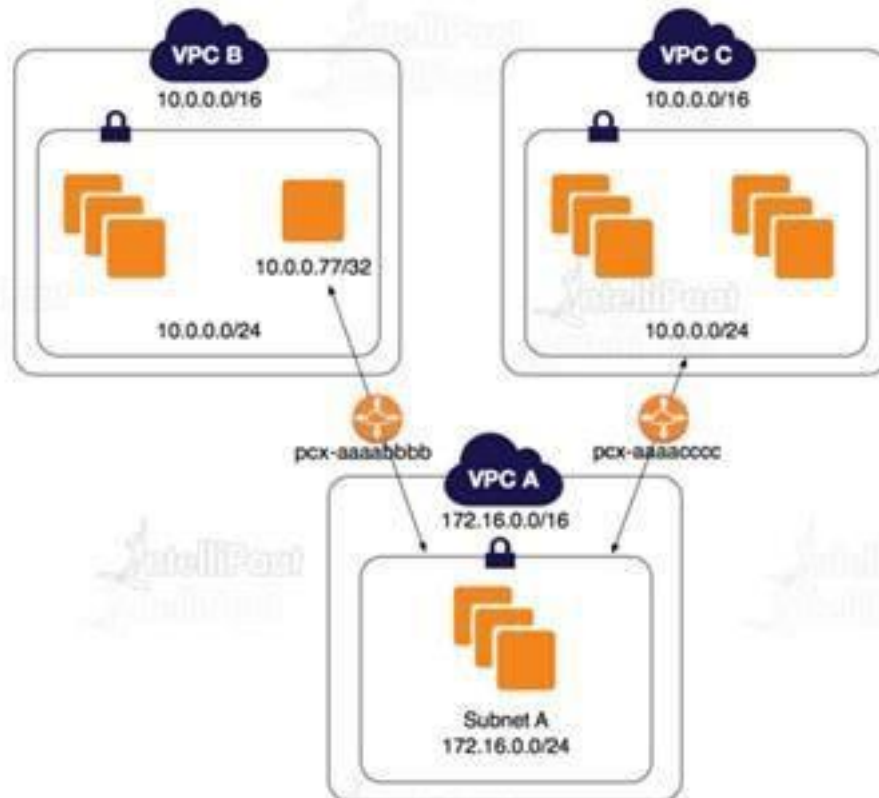 VPC B
10.0.0.0/16
10.0.0.77/32
10.0.0.0/24
VPC C
10.0.0.0/16
10.0.0.0/24
pcx-aaaabbbb
pcx-aaaacccc
VPC A
172.16.0.0/16
Subnet A
172.16.0.0/24